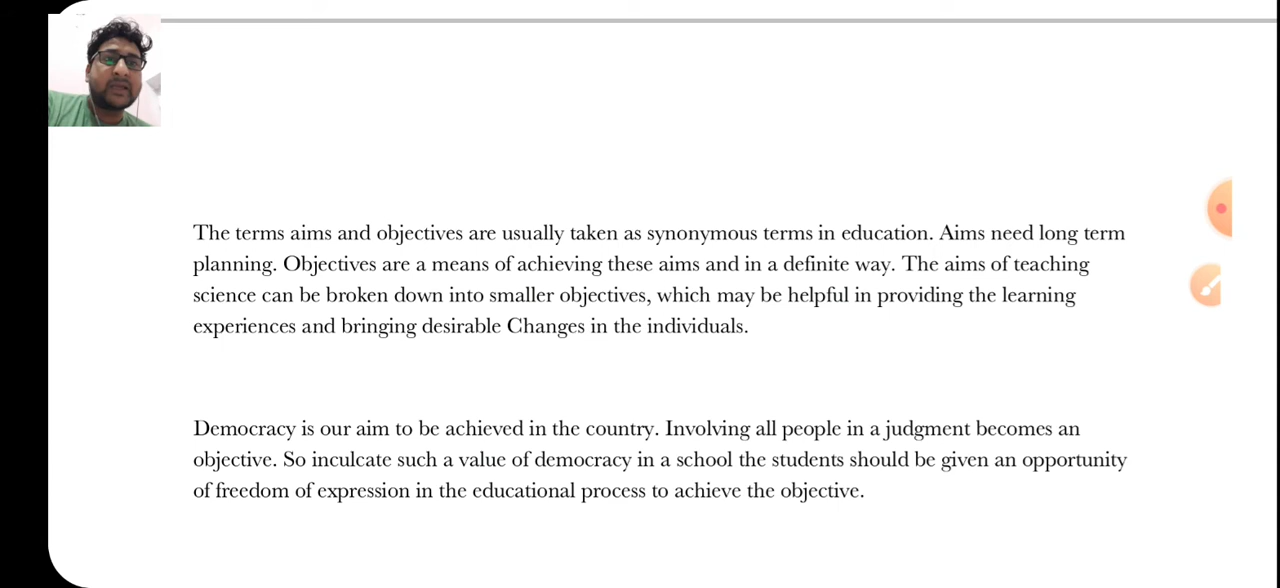 The terms aims and objectives are usually taken as synonymous terms in education. Aims need long term
planning. Objectives are a means of achieving these aims and in a definite way. The aims of teaching
science can be broken down into smaller objectives, which may be helpful in providing the learning
experiences and bringing desirable Changes in the individuals.
Democracy is our aim to be achieved in the country. Involving all people in a judgment becomes an
objective. So inculcate such a value of democracy in a school the students should be given an opportunity
of freedom of expression in the educational process to achieve the objective.